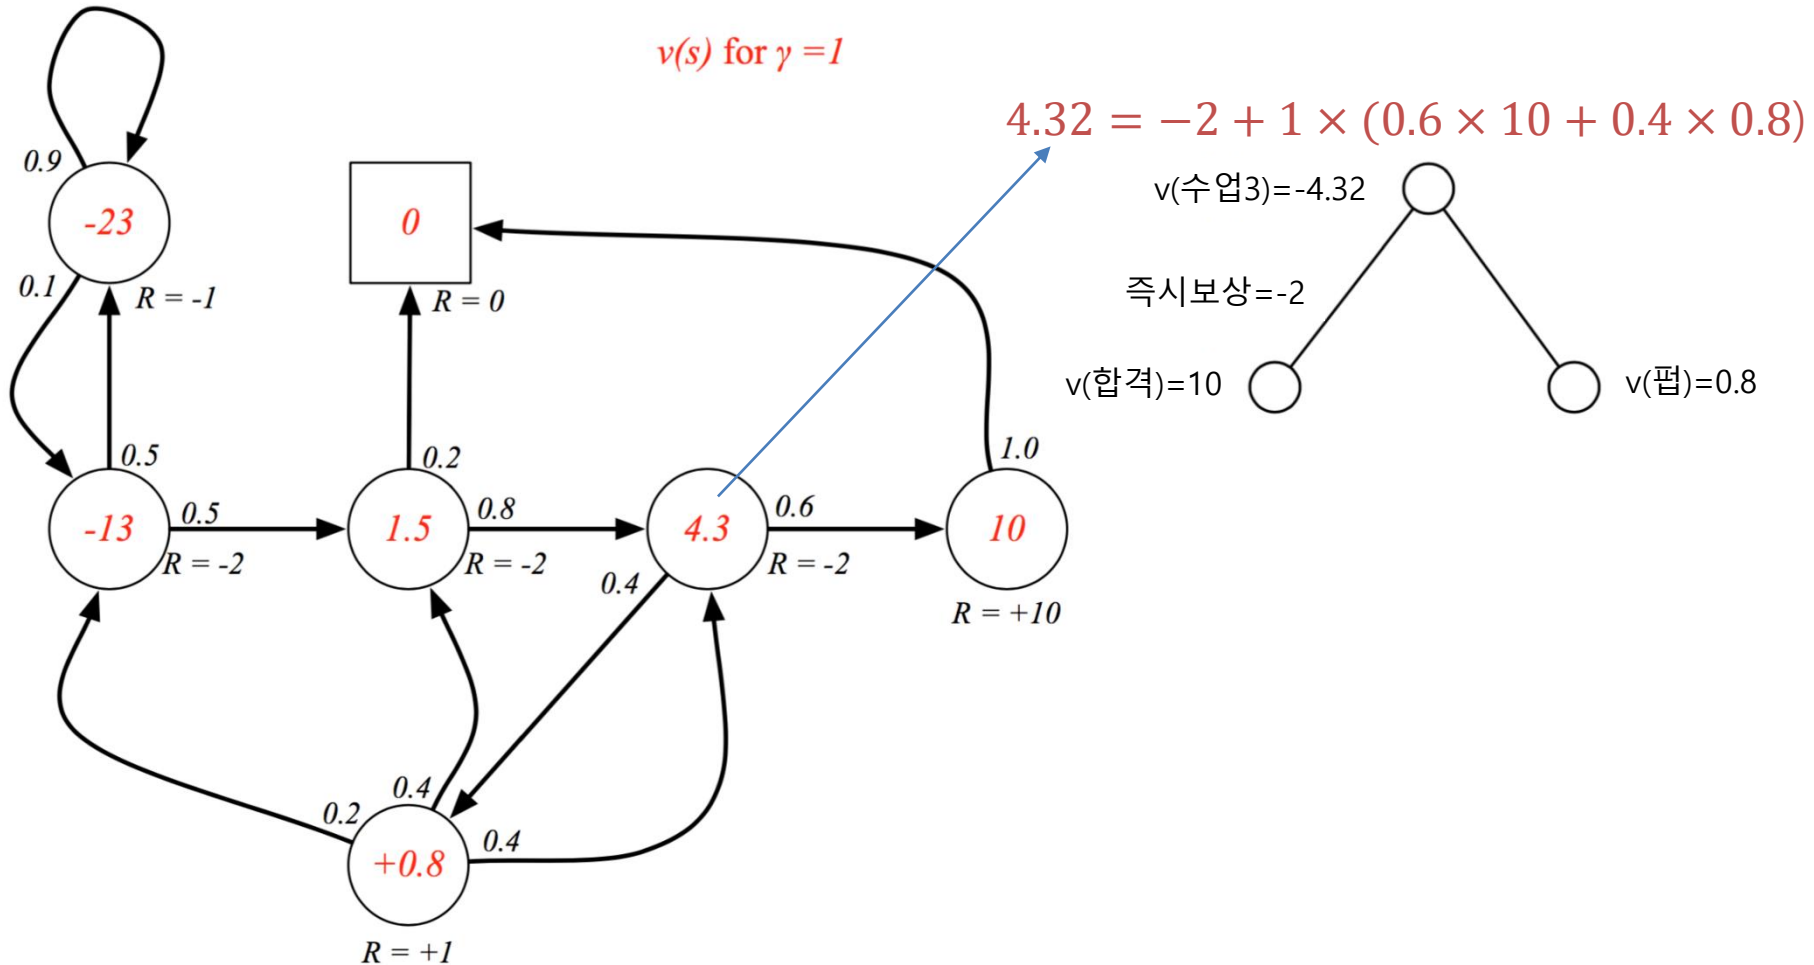 v(s) for γ =1
4.32 = −2 + 1 × (0.6 × 10 + 0.4 × 0.8)
0.9
v(수업3)=-4.32
-23
0
0.1
R = -1
R = 0
즉시보상=-2
v(합격)=10
v(펍)=0.8
0.5
0.2
1.0
0.5
0.8
0.6
-13
1.5
4.3
10
R = -2
R = -2
R = -2
0.4
R = +10
0.4
0.2
0.4
+0.8
R = +1